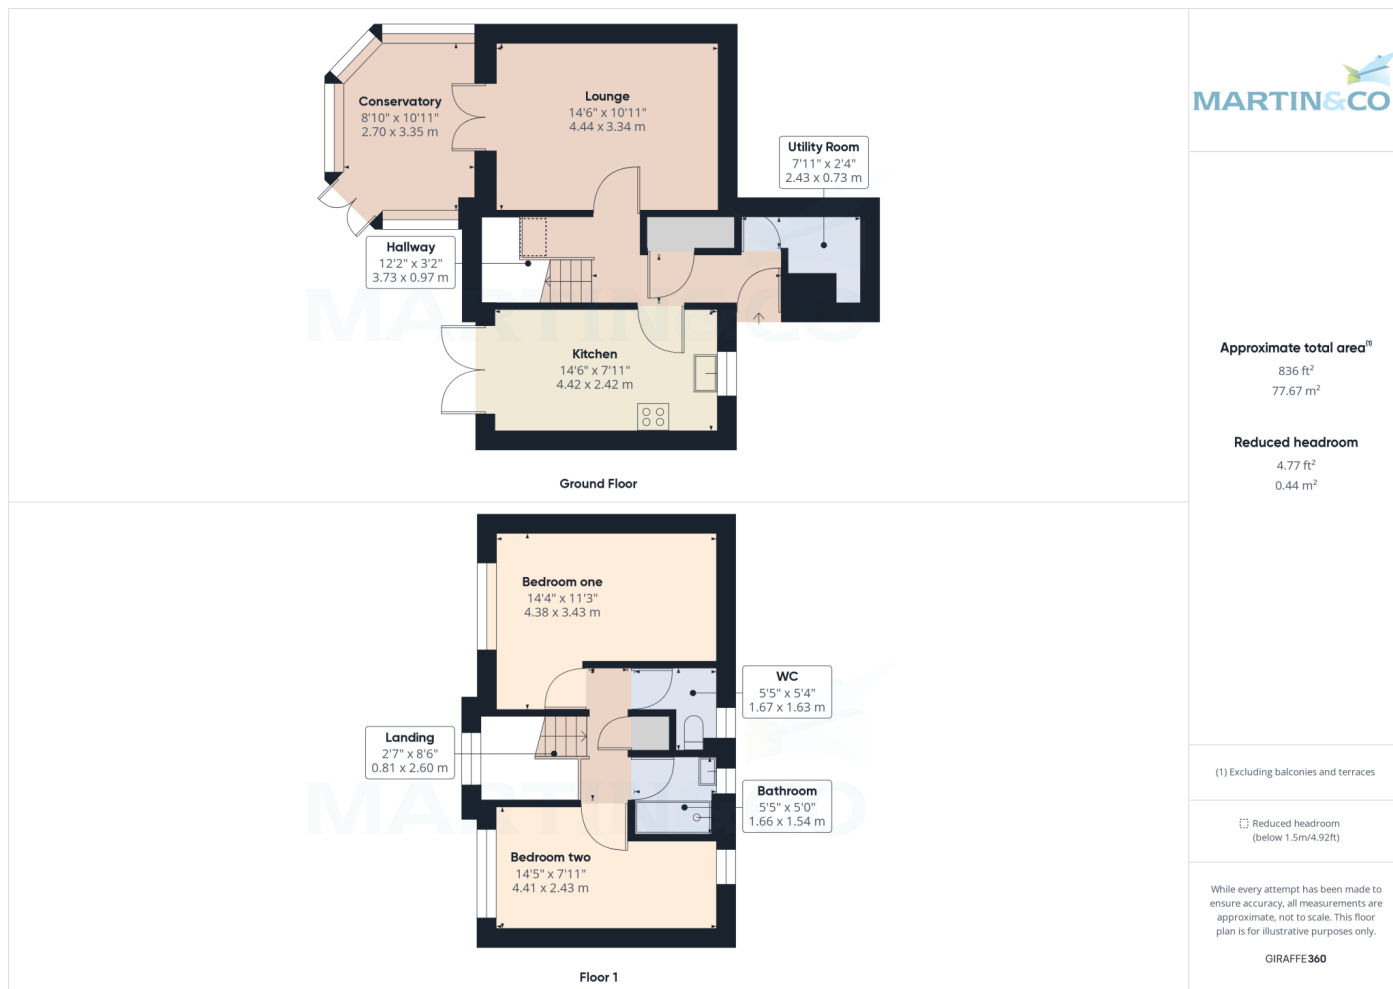 Conservatory
8'10" x 10'11"
2.70 x 3.35 m
Lounge
14'6" x 10'11"
4.44 x 3.34 m
Utility Room
7'11" x 2'4"
2.43 x 0.73 m
Hallway
12'2" x 3'2"
3.73 x 0.97 m
Kitchen
14'6" x 7'11"
4.42 x 2.42 m
MARTIN&CO
Ground Floor
Bedroom one
14'4" x 11'3"
4.38 x 3.43 m
WC
5'5" x 5'4"
1.67 x 1.63 m
Landing
2'7" x 8'6"
0.81 x 2.60 m
Bathroom
5'5" x 5'0"
1.66 x 1.54 m
Bedroom two
14'5" x 7'11"
4.41 x 2.43 m
MARTIN&CO
Floor 1
MARTIN&CO
Approximate total area(1)
836 ft²
77.67 m²
Reduced headroom
4.77 ft²
0.44 m²
(1) Excluding balconies and terraces
Reduced headroom
(below 1.5m/4.92ft)
While every attempt has been made to
ensure accuracy, all measurements are
approximate, not to scale. This floor
plan is for illustrative purposes only.
GIRAFFE360